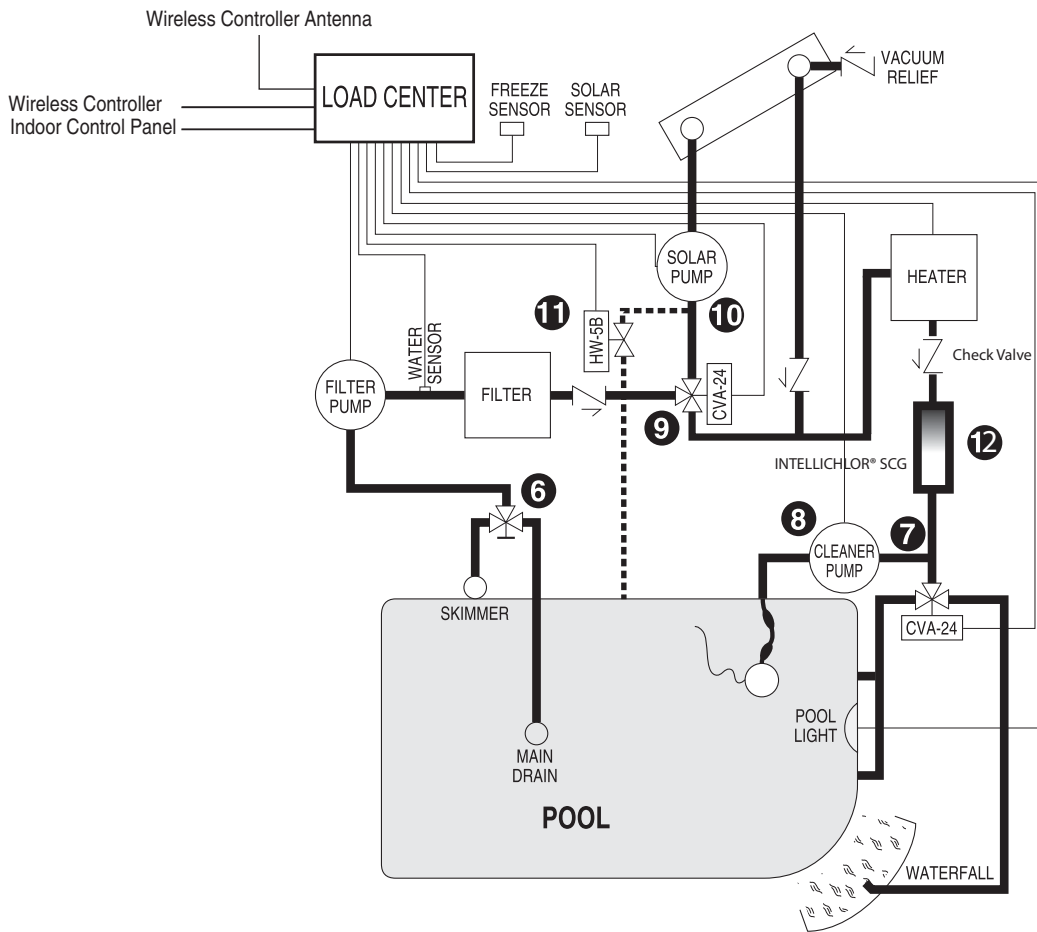 Wireless Controller Antenna
Wireless Controller
Indoor Control Panel
LOAD CENTER
FREEZE
SENSOR
SOLAR
SENSOR
VACUUM
RELIEF
SOLAR
PUMP
HEATER
11
10
HW-5B
WATER
SENSOR
Check Valve
FILTER
PUMP
FILTER
CVA-24
9
12
INTELLICHLOR® SCG
6
8
7
CLEANER
PUMP
SKIMMER
CVA-24
POOL
LIGHT
MAIN
DRAIN
POOL
WATERFALL